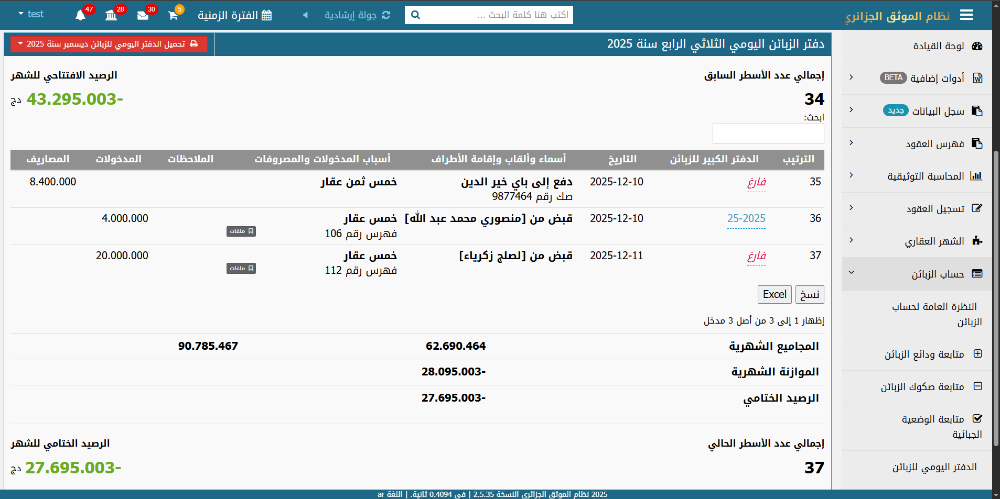 نظام الموثق الجزائري
اكتب هنا كلمة البحث ...
جولة إرشادية
الفترة الزمنية
5
30
28
47
test
لوحة القيادة
أدوات إضافية BETA
سجل البيانات جديد
فهرس العقود
المحاسبة التوثيقية
تسجيل العقود
الشهر العقاري
حساب الزبائن
النظرة العامة لحساب
الزبائن
متابعة ودائع الزبائن
متابعة صكوك الزبائن
متابعة الوضعية
الجبائية
الدفتر اليومي للزبائن
دفتر الزبائن اليومي الثلاثي الرابع سنة 2025
تحميل الدفتر اليومي للزبائن ديسمبر سنة 2025
إجمالي عدد الأسطر السابق
34
الرصيد الافتتاحي للشهر
-43.295.003 دج
ابحث:
الترتيب الدفتر الكبير للزبائن التاريخ أسماء وألقاب وإقامة الأطراف أسباب المدخولات والمصروفات الملاحظات المدخولات المصاريف
35 فارغ 2025-12-10 دفع إلى باي خير الدين خمس ثمن عقار 8.400.000
صك رقم 9877464
36 25-2025 2025-12-10 قبض من [منصوري محمد عبد الله] خمس عقار 4.000.000
فهرس رقم 106 ملفات
37 فارغ 2025-12-11 قبض من [لصلج زكرياء] خمس عقار 20.000.000
فهرس رقم 112 ملفات
نسخ Excel
إظهار 1 إلى 3 من أصل 3 مدخل
المجاميع الشهرية 62.690.464 90.785.467
الموازنة الشهرية -28.095.003
الرصيد الختامي -27.695.003
إجمالي عدد الأسطر الحالي
37
الرصيد الختامي للشهر
-27.695.003 دج
2025 نظام الموثق الجزائري النسخة 2.5.35 | في 0.4094 ثانية. | اللغة ar